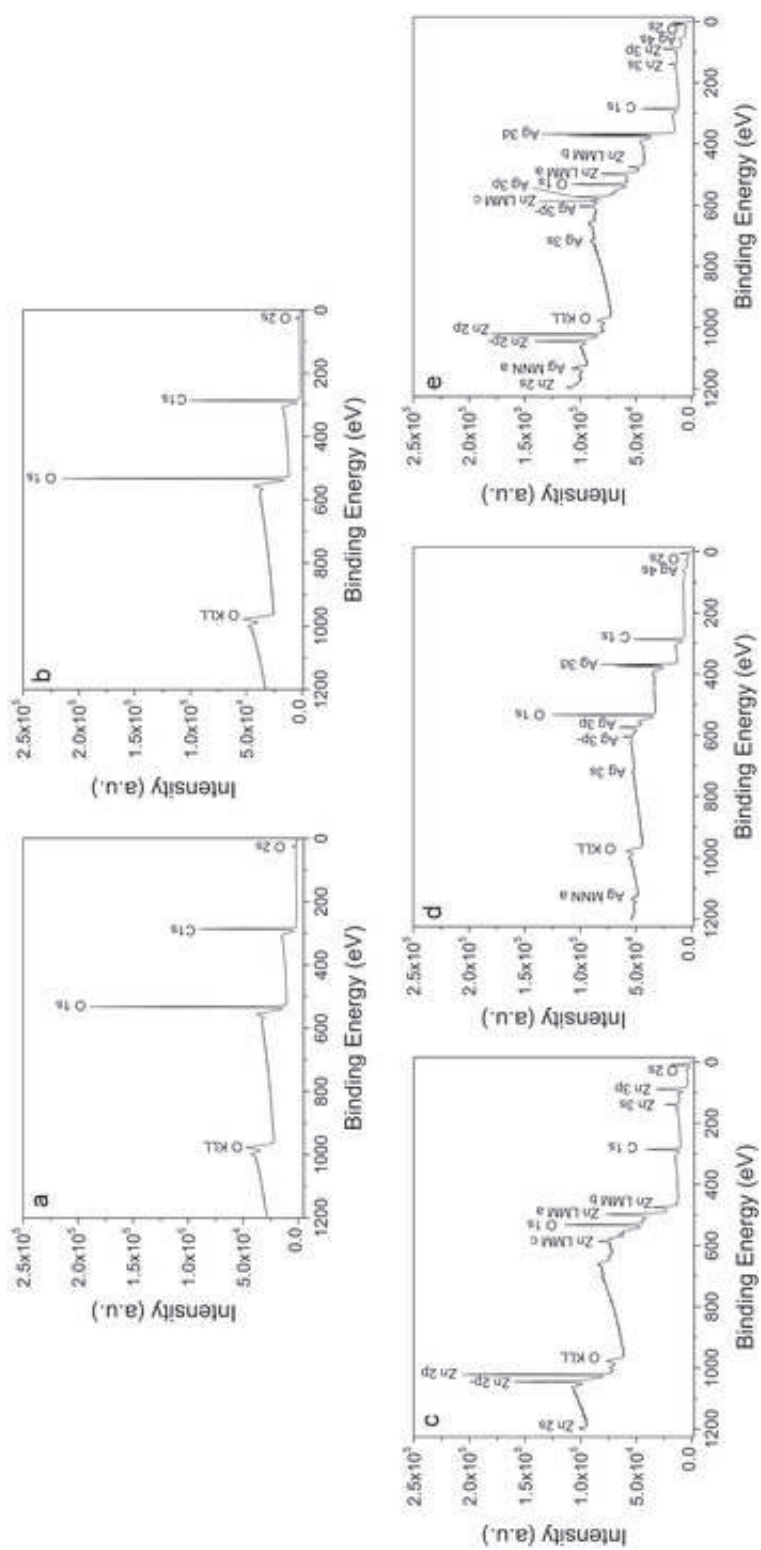 a
2.5x10⁵
2.0x10⁵
1.5x10⁵
1.0x10⁵
5.0x10⁴
0.0
Intensity (a.u.)
O KLL
O 1s
C1s
O 2s
1200 1000 800 600 400 200 0
Binding Energy (eV)
b
2.5x10⁵
2.0x10⁵
1.5x10⁵
1.0x10⁵
5.0x10⁴
0.0
Intensity (a.u.)
O KLL
O 1s
C1s
O 2s
1200 1000 800 600 400 200 0
Binding Energy (eV)
c
2.5x10⁵
2.0x10⁵
1.5x10⁵
1.0x10⁵
5.0x10⁴
0.0
Intensity (a.u.)
Zn 2s
Zn 2p-
Zn 2p
O KLL
Zn LMM c
O 1s
Zn LMM a
Zn LMM b
C 1s
Zn 3s
Zn 3p
O 2s
1200 1000 800 600 400 200 0
Binding Energy (eV)
d
2.5x10⁵
2.0x10⁵
1.5x10⁵
1.0x10⁵
5.0x10⁴
0.0
Intensity (a.u.)
Ag MNN a
O KLL
Ag 3s
Ag 3p-
Ag 3p
O 1s
Ag 3d
C 1s
Ag 4s
O 2s
1200 1000 800 600 400 200 0
Binding Energy (eV)
e
2.5x10⁵
2.0x10⁵
1.5x10⁵
1.0x10⁵
5.0x10⁴
0.0
Intensity (a.u.)
Zn 2s
Ag MNN a
Zn 2p-
Zn 2p
O KLL
Ag 3s
Ag 3p-
Zn LMM c
Ag 3p
O 1s
Zn LMM a
Zn LMM b
Ag 3d
C 1s
Zn 3s
Zn 3p
Ag 4s
O 2s
1200 1000 800 600 400 200 0
Binding Energy (eV)